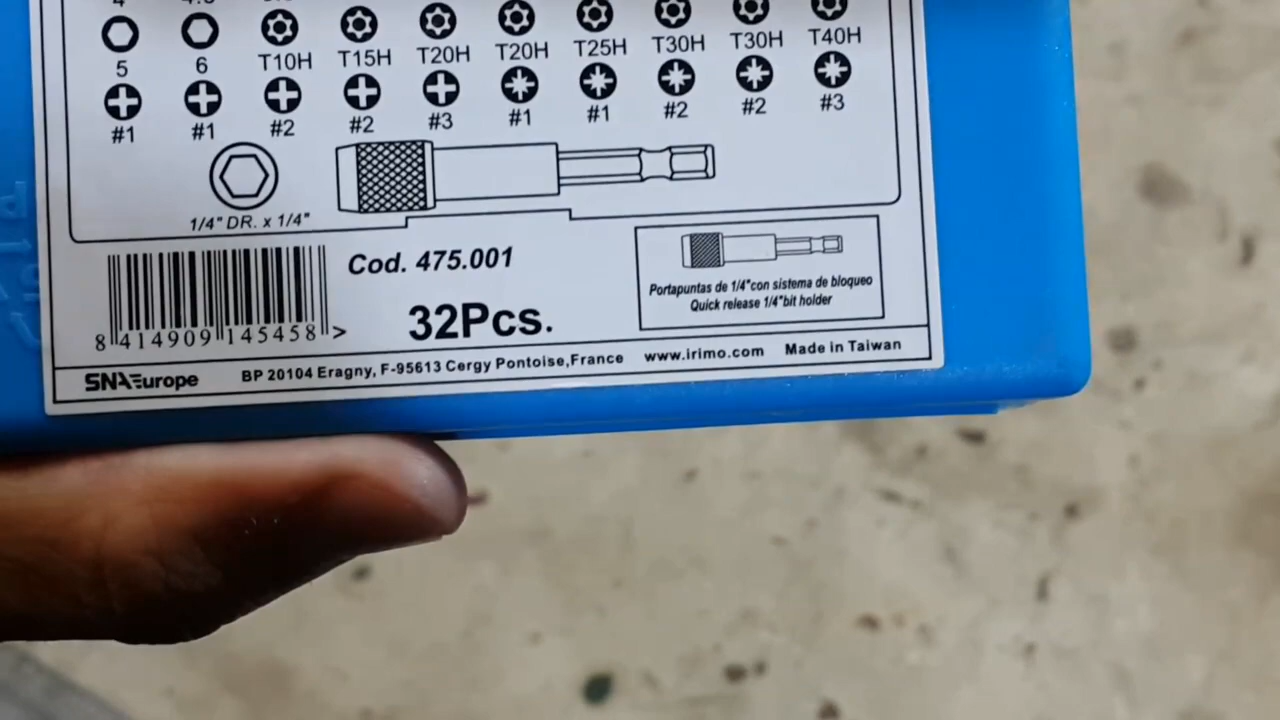 5 6 T10H T15H T20H T20H T25H T30H T30H T40H
#1 #1 #2 #2 #3 #1 #1 #2 #2 #3
1/4" DR. x 1/4"
Cod. 475.001
32Pcs.
Portapuntas de 1/4"con sistema de bloqueo
Quick release 1/4"bit holder
8 414909 145458 >
SNA Europe BP 20104 Eragny, F-95613 Cergy Pontoise,France www.irimo.com Made in Taiwan